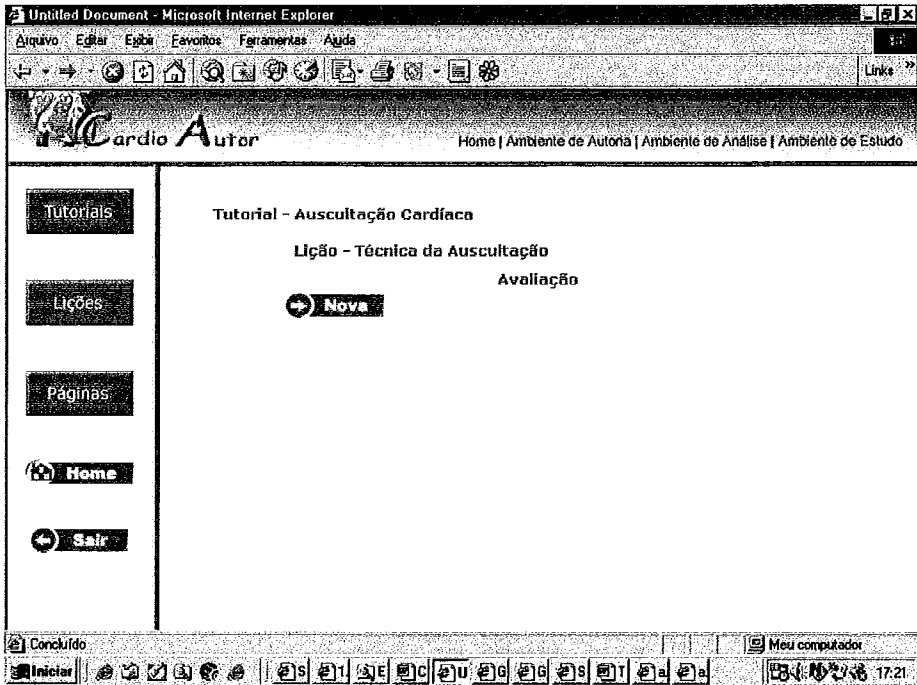 Untitled Document - Microsoft Internet Explorer
Arquivo Editar Exibir Favoritos Ferramentas Ajuda
Links »
Cardio Autor
Home | Ambiente de Autoria | Ambiente de Análise | Ambiente de Estudo
Tutoriais
Tutorial - Auscultação Cardíaca
Lição - Técnica da Auscultação
Avaliação
Nova
Lições
Páginas
Home
Sair
Concluído
Meu computador
Iniciar S 1 E C U G G S T a a 17:21